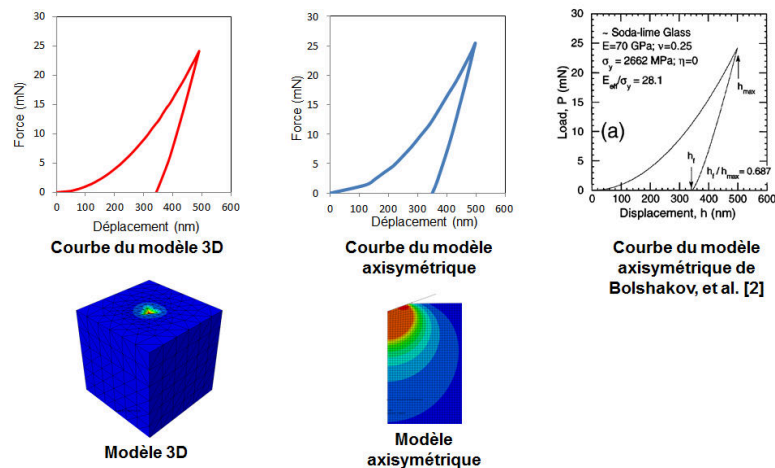 30
25
20
15
10
5
0
0 100 200 300 400 500 600
Force (mN)
Déplacement (nm)
Courbe du modèle 3D
30
25
20
15
10
5
0
0 100 200 300 400 500 600
Force (mN)
Déplacement (nm)
Courbe du modèle
axisymétrique
30
25
20
15
10
5
0
0 100 200 300 400 500 600
Load, P (mN)
~ Soda-lime Glass
E=70 GPa; ν=0.25
σy = 2662 MPa; η=0
Eeff/σy = 28.1
hmax
(a)
hf
hf / hmax = 0.687
Displacement, h (nm)
Courbe du modèle
axisymétrique de
Bolshakov, et al. [2]
Modèle 3D
Modèle
axisymétrique